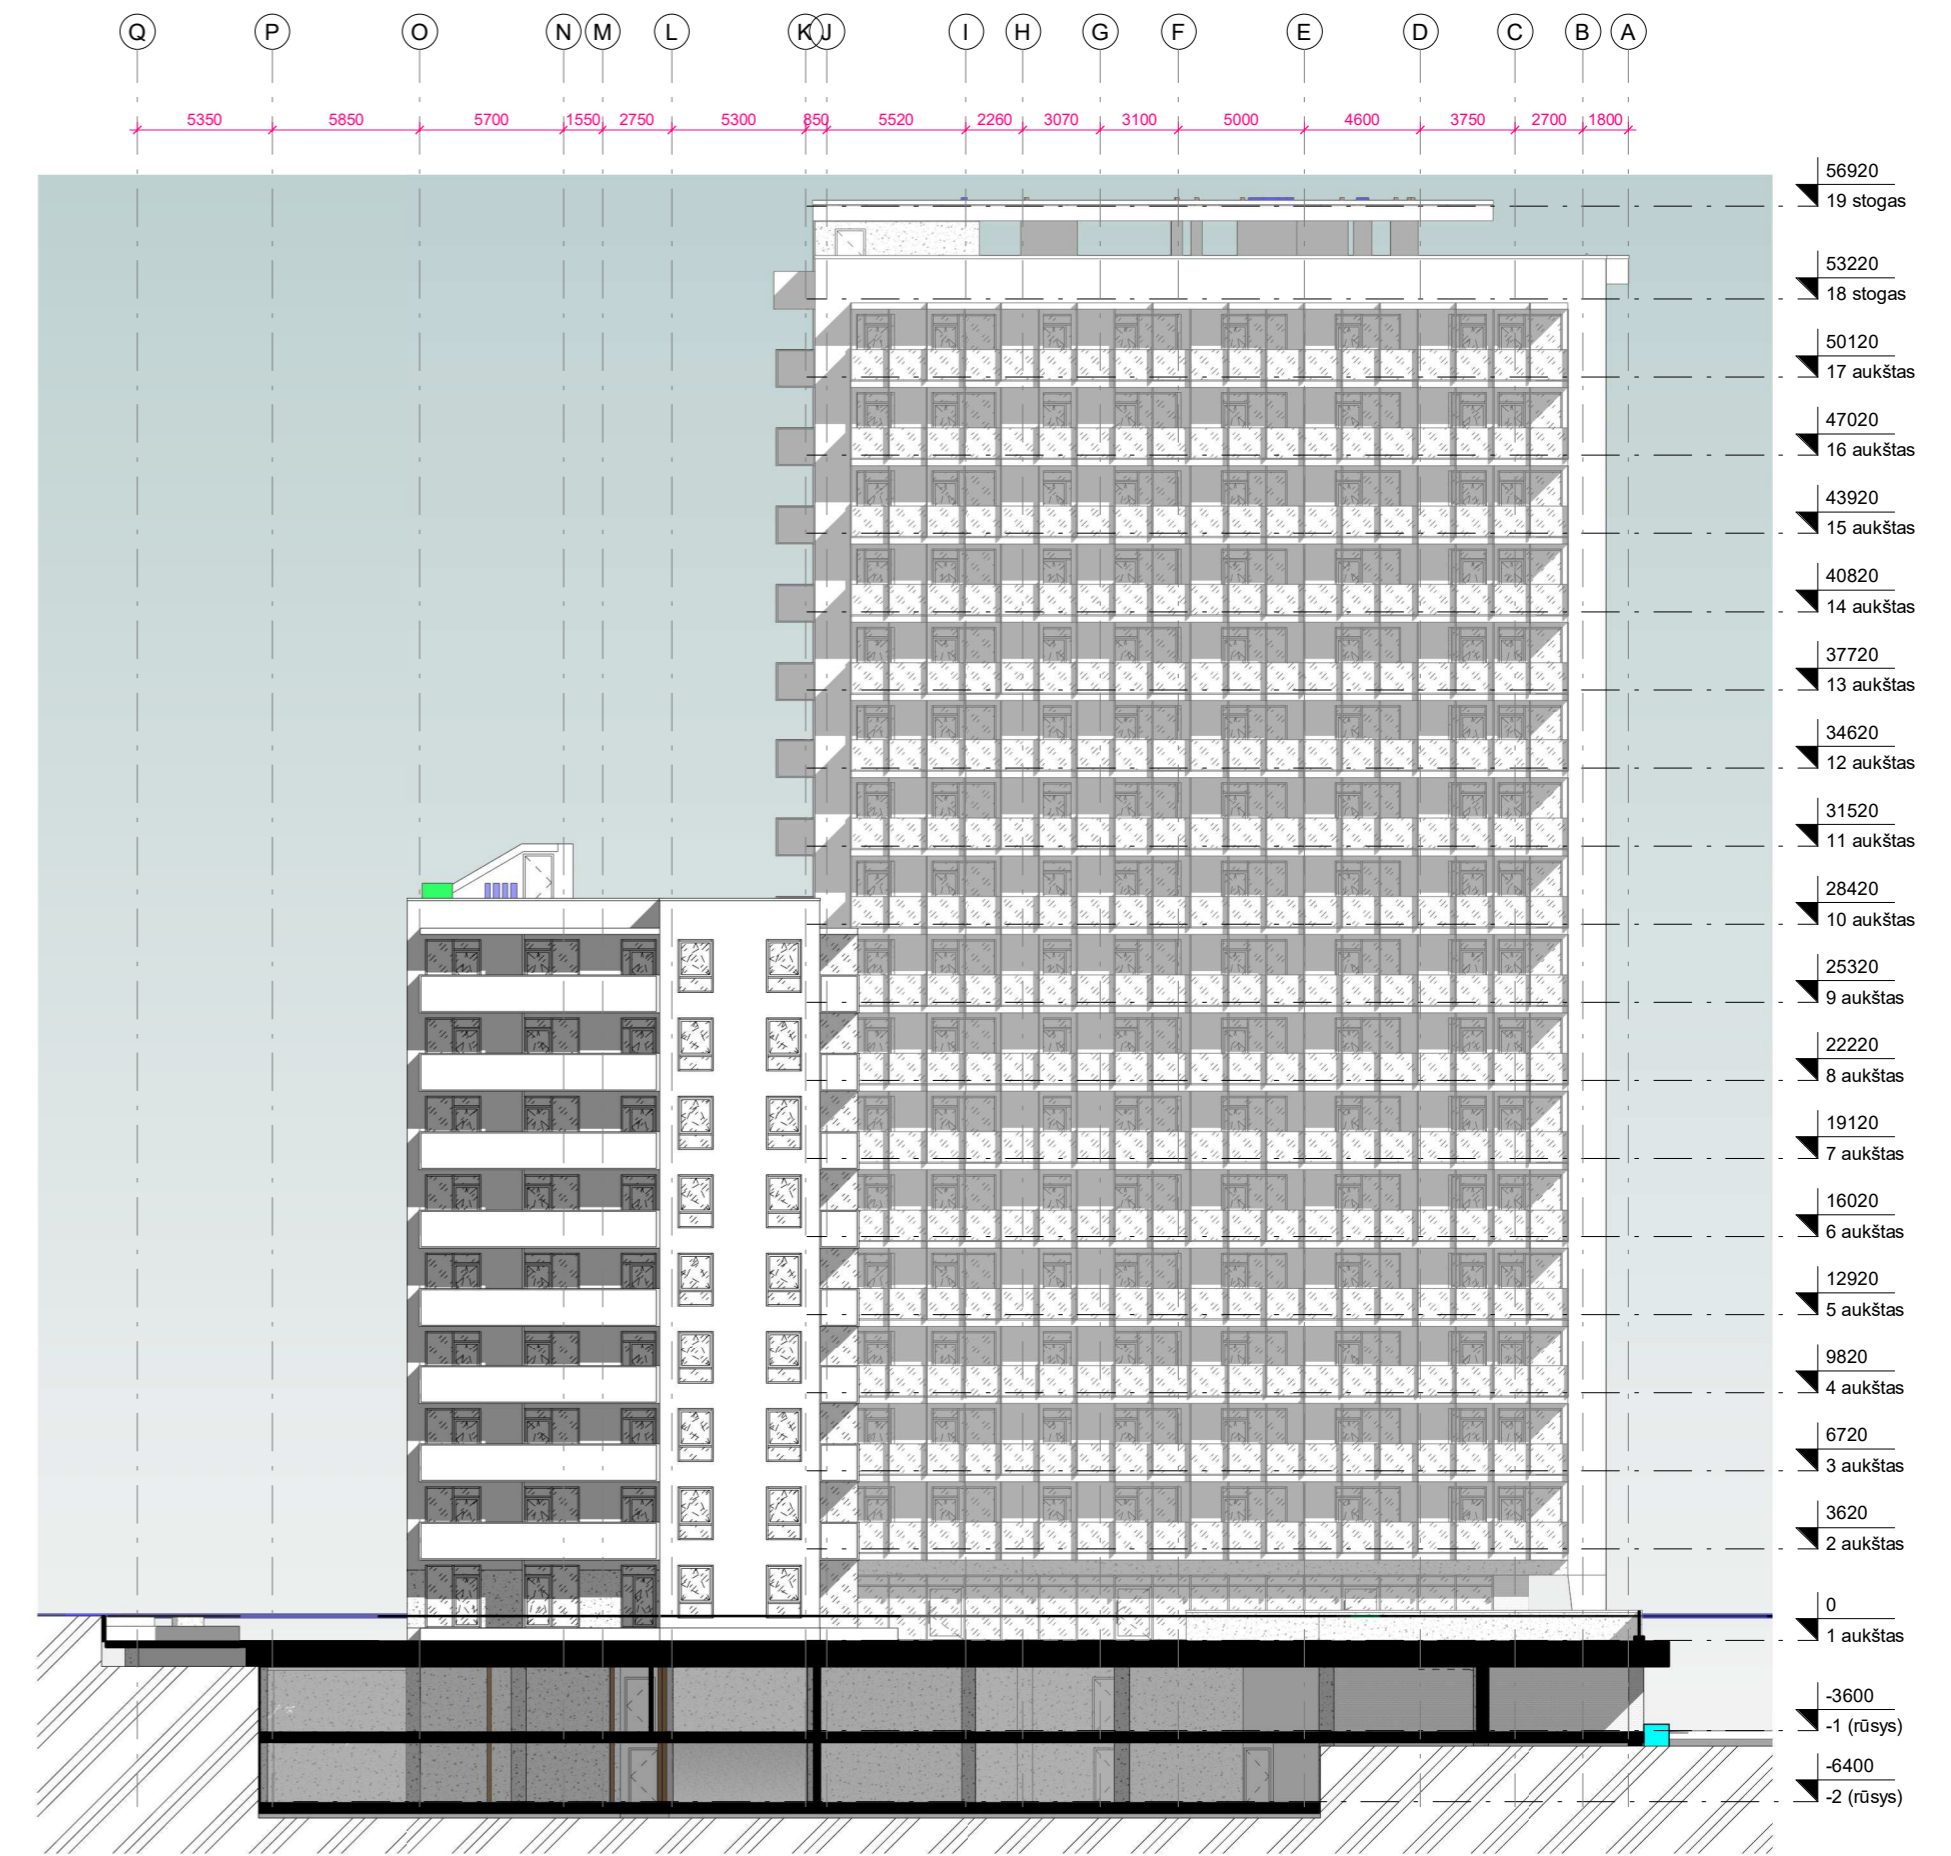 Q P O N M L K J I H G F E D C B A
5350 5850 5700 1550 2750 5300 850 5520 2260 3070 3100 5000 4600 3750 2700 1800
56920
19 stogas
53220
18 stogas
50120
17 aukštas
47020
16 aukštas
43920
15 aukštas
40820
14 aukštas
37720
13 aukštas
34620
12 aukštas
31520
11 aukštas
28420
10 aukštas
25320
9 aukštas
22220
8 aukštas
19120
7 aukštas
16020
6 aukštas
12920
5 aukštas
9820
4 aukštas
6720
3 aukštas
3620
2 aukštas
0
1 aukštas
-3600
-1 (rūsys)
-6400
-2 (rūsys)